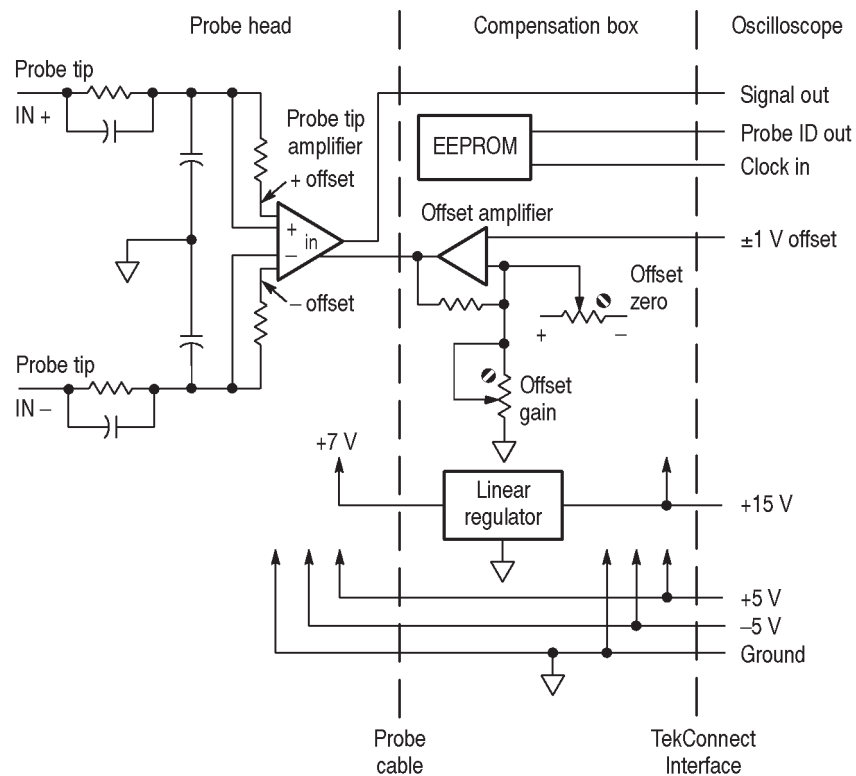 Probe head
Compensation box
Oscilloscope
Probe tip
IN +
Probe tip
amplifier
+ offset
+
in
−
− offset
Signal out
EEPROM
Probe ID out
Clock in
Offset amplifier
±1 V offset
Offset
zero
+
−
Probe tip
IN −
Offset
gain
+7 V
Linear
regulator
+15 V
+5 V
−5 V
Ground
Probe
cable
TekConnect
Interface